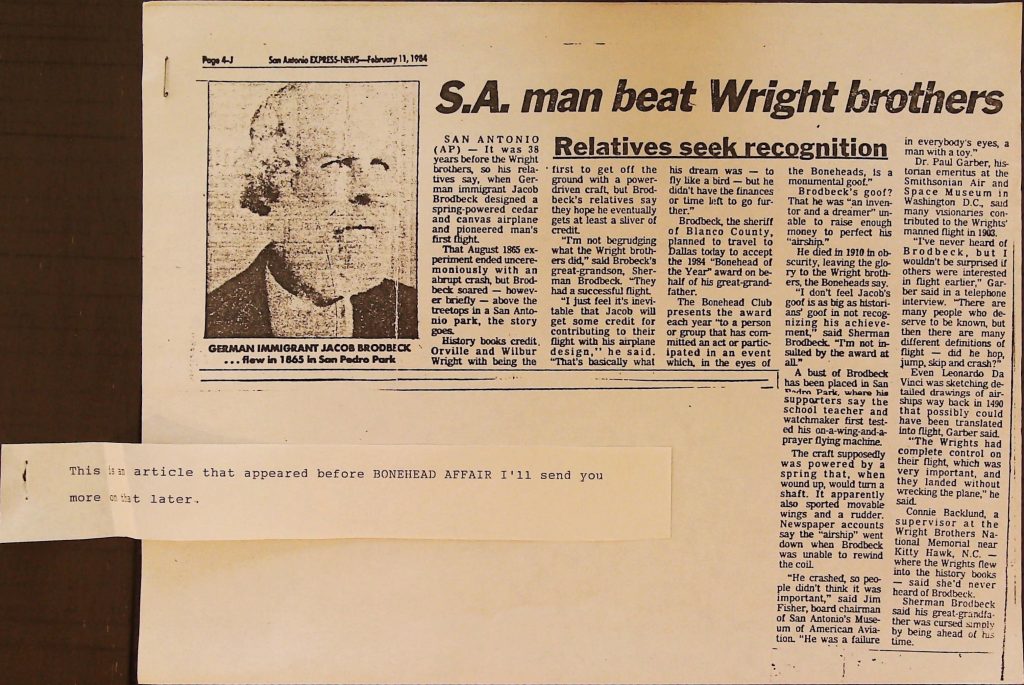 Page 4-J San Antonio EXPRESS-NEWS—February 11, 1984
S.A. man beat Wright brothers
Relatives seek recognition
GERMAN IMMIGRANT JACOB BRODBECK
... flew in 1865 in San Pedro Park
SAN ANTONIO
(AP) — It was 38
years before the Wright
brothers, so his rela-
tives say, when Ger-
man immigrant Jacob
Brodbeck designed a
spring-powered cedar
and canvas airplane
and pioneered man's
first flight.
That August 1865 ex-
periment ended uncere-
moniously with an
abrupt crash, but Brod-
beck soared — howev-
er briefly — above the
treetops in a San Anto-
nio park, the story
goes.
History books credit
Orville and Wilbur
Wright with being the
first to get off the
ground with a power-
driven craft, but Brod-
beck's relatives say
they hope he eventually
gets at least a sliver of
credit.
"I'm not begrudging
what the Wright broth-
ers did," said Brobeck's
great-grandson, Sher-
man Brodbeck. "They
had a successful flight.
"I just feel it's inevi-
table that Jacob will
get some credit for
contributing to their
flight with his airplane
design," he said.
"That's basically what
his dream was — to
fly like a bird — but he
didn't have the finances
or time left to go fur-
ther."
Brodbeck, the sheriff
of Blanco County,
planned to travel to
Dallas today to accept
the 1984 "Bonehead of
the Year" award on be-
half of his great-grand-
father.
The Bonehead Club
presents the award
each year "to a person
or group that has com-
mitted an act or partic-
ipated in an event
which, in the eyes of
the Boneheads, is a
monumental goof."
Brodbeck's goof?
That he was "an inven-
tor and a dreamer" un-
able to raise enough
money to perfect his
"airship."
He died in 1910 in ob-
scurity, leaving the glo-
ry to the Wright broth-
ers, the Boneheads say.
"I don't feel Jacob's
goof is as big as histori-
ans' goof in not recog-
nizing his achieve-
ment," said Sherman
Brodbeck. "I'm not in-
sulted by the award at
all."
A bust of Brodbeck
has been placed in San
Pedro Park, where his
supporters say the
school teacher and
watchmaker first test-
ed his on-a-wing-and-a-
prayer flying machine.
The craft supposedly
was powered by a
spring that, when
wound up, would turn a
shaft. It apparently
also sported movable
wings and a rudder.
Newspaper accounts
say the "airship" went
down when Brodbeck
was unable to rewind
the coil.
"He crashed, so peo-
ple didn't think it was
important," said Jim
Fisher, board chairman
of San Antonio's Muse-
um of American Avia-
tion. "He was a failure
in everybody's eyes, a
man with a toy."
Dr. Paul Garber, his-
torian emeritus at the
Smithsonian Air and
Space Museum in
Washington D.C., said
many visionaries con-
tributed to the Wrights'
manned flight in 1903.
"I've never heard of
Brodbeck, but I
wouldn't be surprised if
others were interested
in flight earlier," Gar-
ber said in a telephone
interview. "There are
many people who de-
serve to be known, but
then there are many
different definitions of
flight — did he hop,
jump, skip and crash?"
Even Leonardo Da
Vinci was sketching de-
tailed drawings of air-
ships way back in 1490
that possibly could
have been translated
into flight, Garber said.
"The Wrights had
complete control on
their flight, which was
very important, and
they landed without
wrecking the plane," he
said.
Connie Backlund, a
supervisor at the
Wright Brothers Na-
tional Memorial near
Kitty Hawk, N.C. —
where the Wrights flew
into the history books
— said she'd never
heard of Brodbeck.
Sherman Brodbeck
said his great-grandfa-
ther was cursed simply
by being ahead of his
time.
This is an article that appeared before BONEHEAD AFFAIR I'll send you
more on that later.